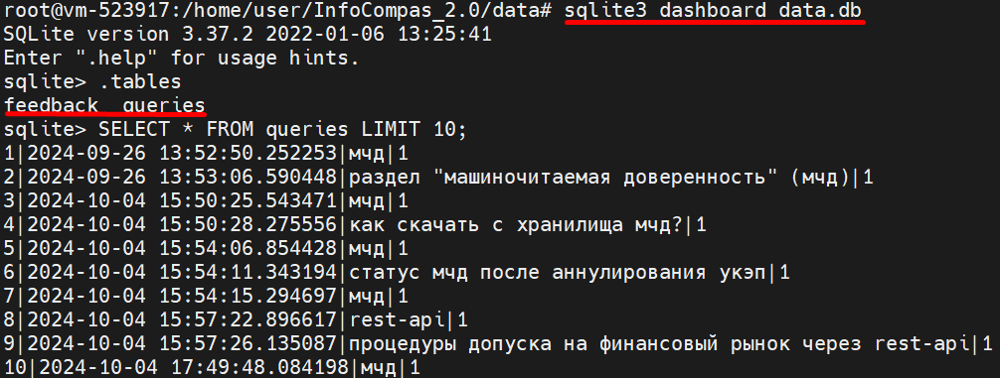 root@vm-523917:/home/user/InfoCompas_2.0/data# sqlite3 dashboard_data.db
SQLite version 3.37.2 2022-01-06 13:25:41
Enter ".help" for usage hints.
sqlite> .tables
feedback  queries
sqlite> SELECT * FROM queries LIMIT 10;
1|2024-09-26 13:52:50.252253|мчд|1
2|2024-09-26 13:53:06.590448|раздел "машиночитаемая доверенность" (мчд)|1
3|2024-10-04 15:50:25.543471|мчд|1
4|2024-10-04 15:50:28.275556|как скачать с хранилища мчд?|1
5|2024-10-04 15:54:06.854428|мчд|1
6|2024-10-04 15:54:11.343194|статус мчд после аннулирования укэп|1
7|2024-10-04 15:54:15.294697|мчд|1
8|2024-10-04 15:57:22.896617|rest-api|1
9|2024-10-04 15:57:26.135087|процедуры допуска на финансовый рынок через rest-api|1
10|2024-10-04 17:49:48.084198|мчд|1